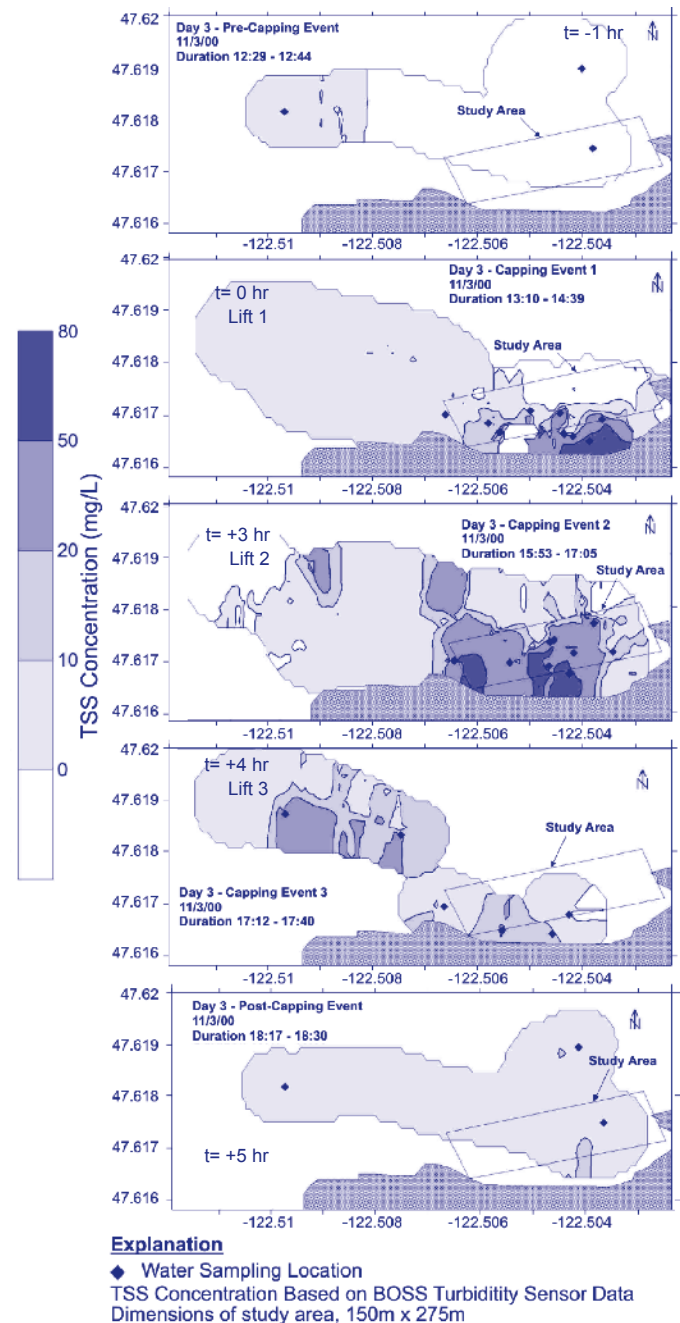 47.62
47.619
47.618
47.617
47.616
Day 3 - Pre-Capping Event
11/3/00
Duration 12:29 - 12:44
t= -1 hr
N
Study Area
-122.51
-122.508
-122.506
-122.504
47.62
47.619
47.618
47.617
47.616
t= 0 hr
Lift 1
Day 3 - Capping Event 1
11/3/00
Duration 13:10 - 14:39
N
Study Area
-122.51
-122.508
-122.506
-122.504
80
50
20
10
0
TSS Concentration (mg/L)
47.62
47.619
47.618
47.617
47.616
t= +3 hr
Lift 2
Day 3 - Capping Event 2
11/3/00
Duration 15:53 - 17:05
N
Study Area
-122.51
-122.508
-122.506
-122.504
47.62
47.619
47.618
47.617
47.616
t= +4 hr
Lift 3
N
Study Area
Day 3 - Capping Event 3
11/3/00
Duration 17:12 - 17:40
-122.51
-122.508
-122.506
-122.504
47.62
47.619
47.618
47.617
47.616
Day 3 - Post-Capping Event
11/3/00
Duration 18:17 - 18:30
N
Study Area
t= +5 hr
-122.51
-122.508
-122.506
-122.504
Explanation
Water Sampling Location
TSS Concentration Based on BOSS Turbiditity Sensor Data
Dimensions of study area, 150m x 275m